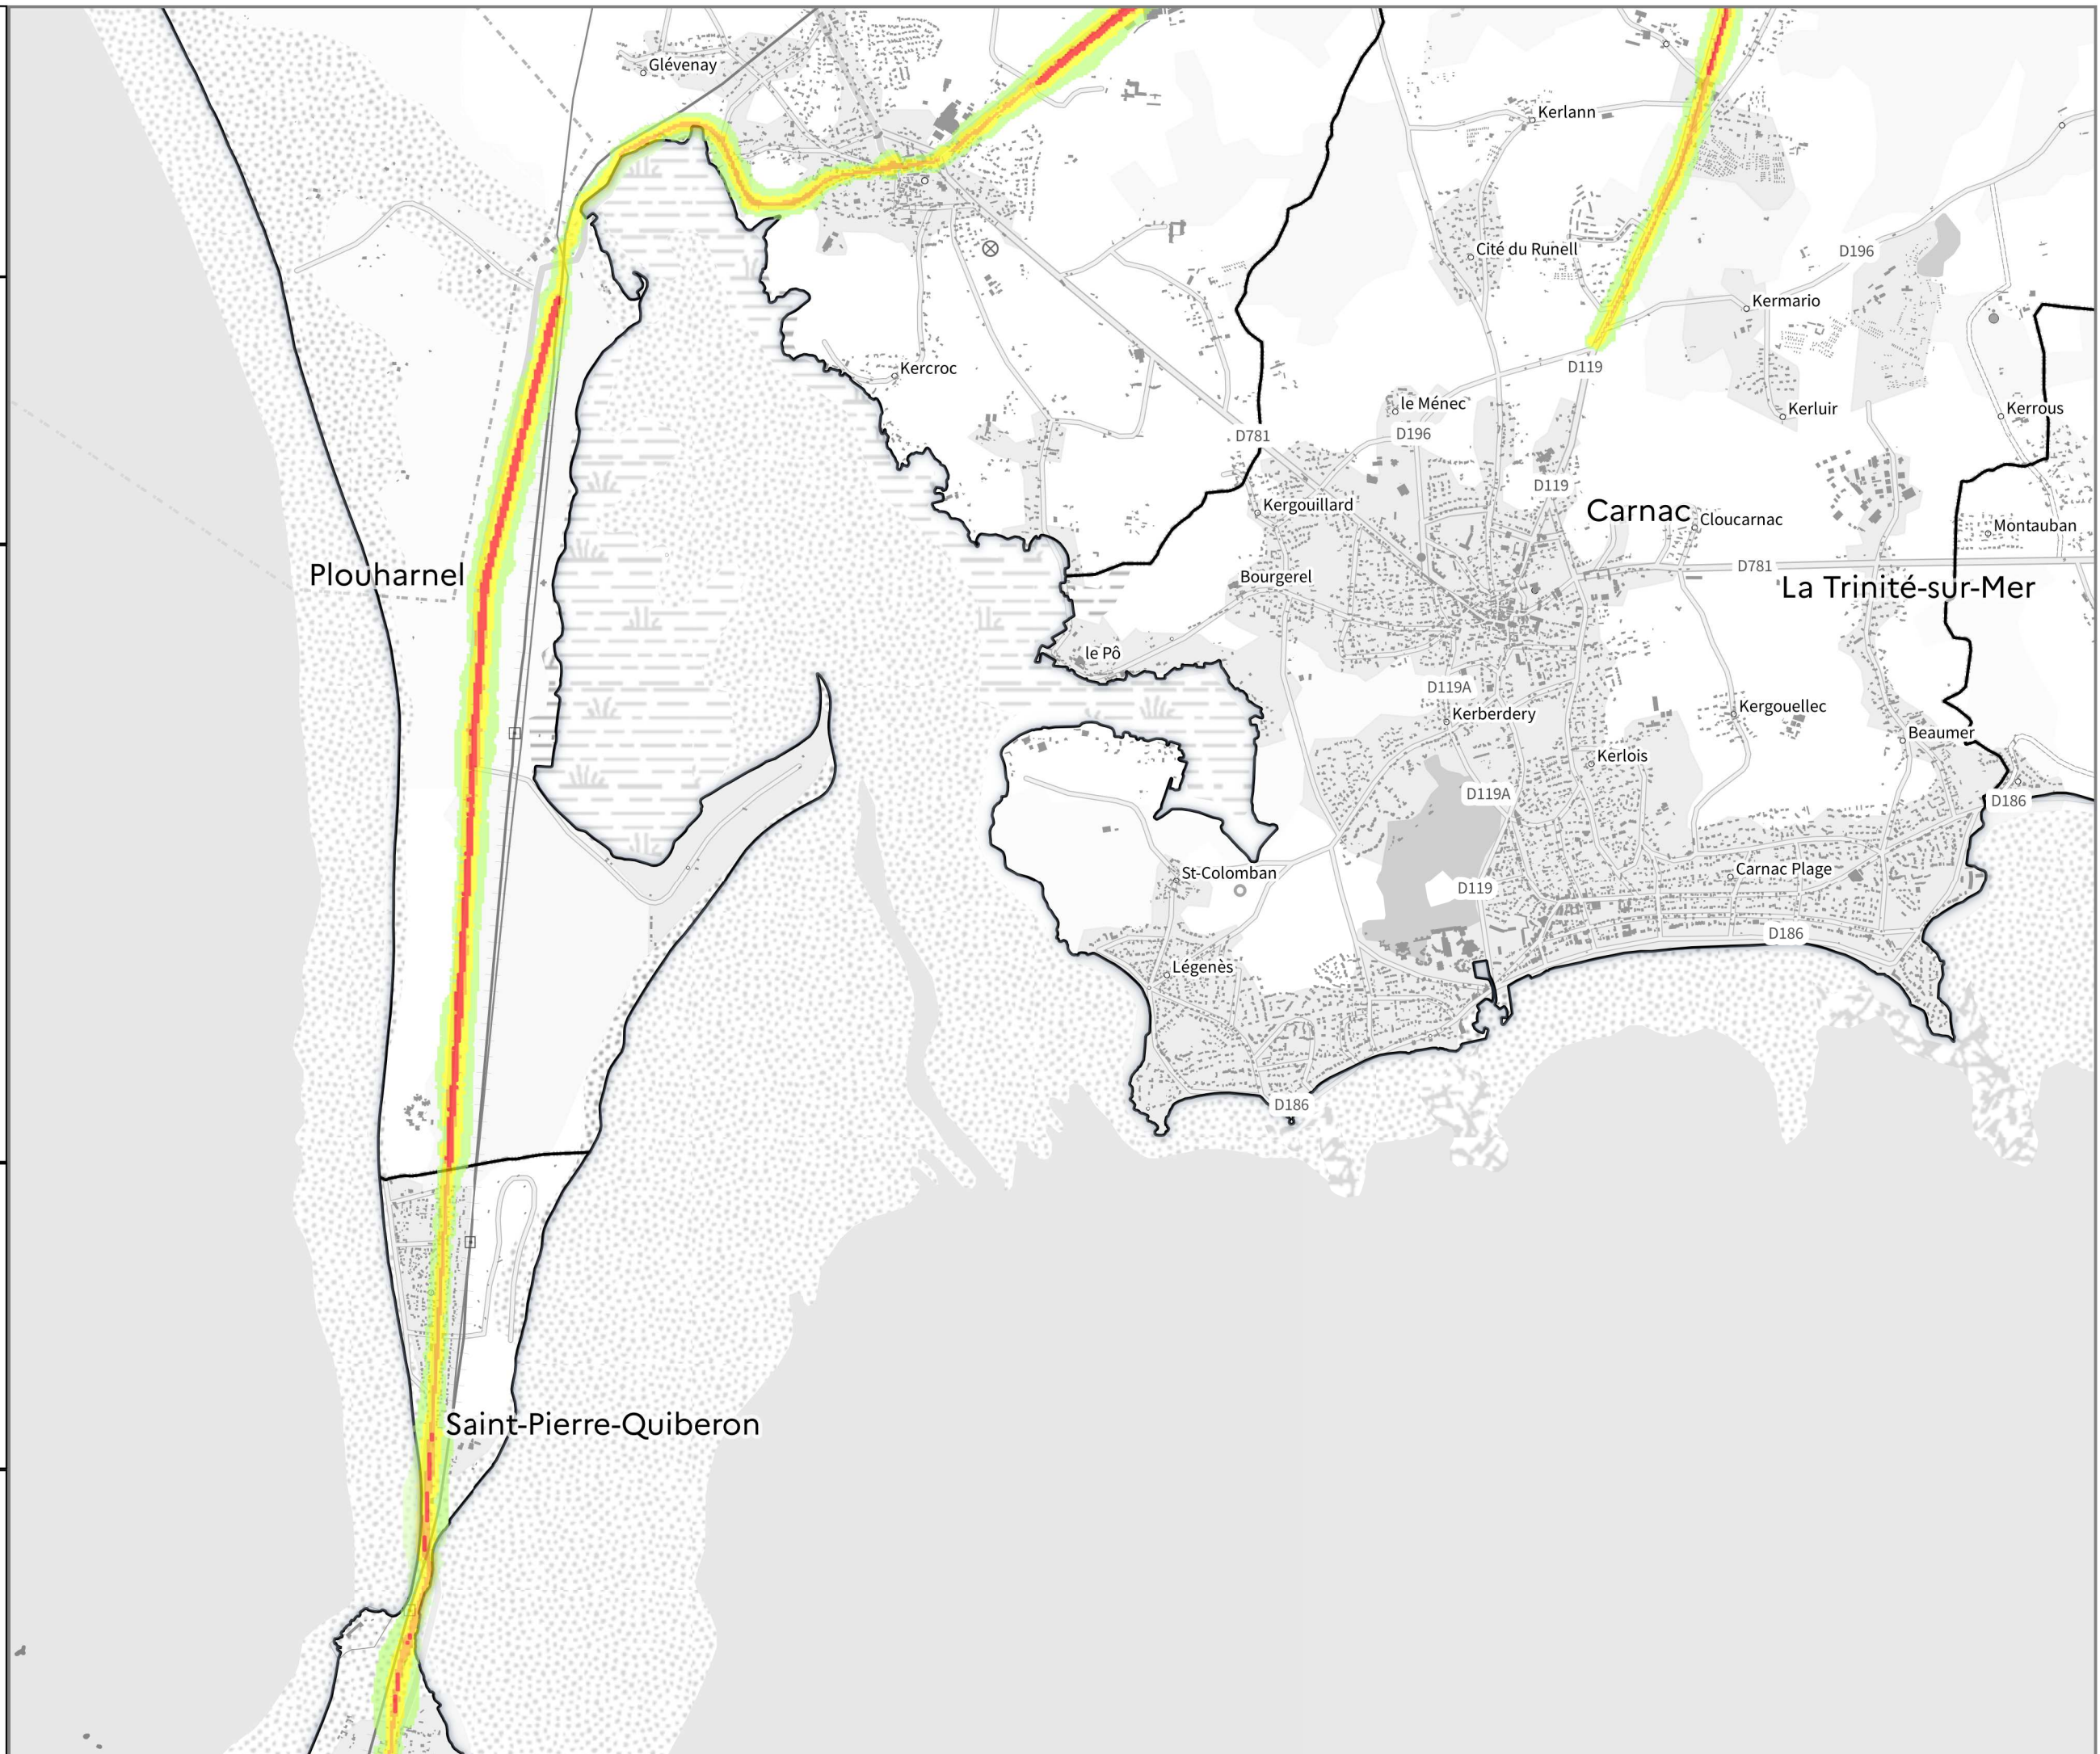 Glévenay
Kerlann
Cité du Runell
D196
Kermario
Kercroc
D119
le Ménec
Kerluir
Kerrous
D781
D196
D119
Kergouillard
Carnac
Cloucarnac
Montauban
Plouharnel
Bourgerel
D781
La Trinité-sur-Mer
le Pô
D119A
Kerberdery
Kergouellec
Beaumer
Kerlois
D119A
D186
St-Colomban
Carnac Plage
D119
D186
Légenès
D186
Saint-Pierre-Quiberon